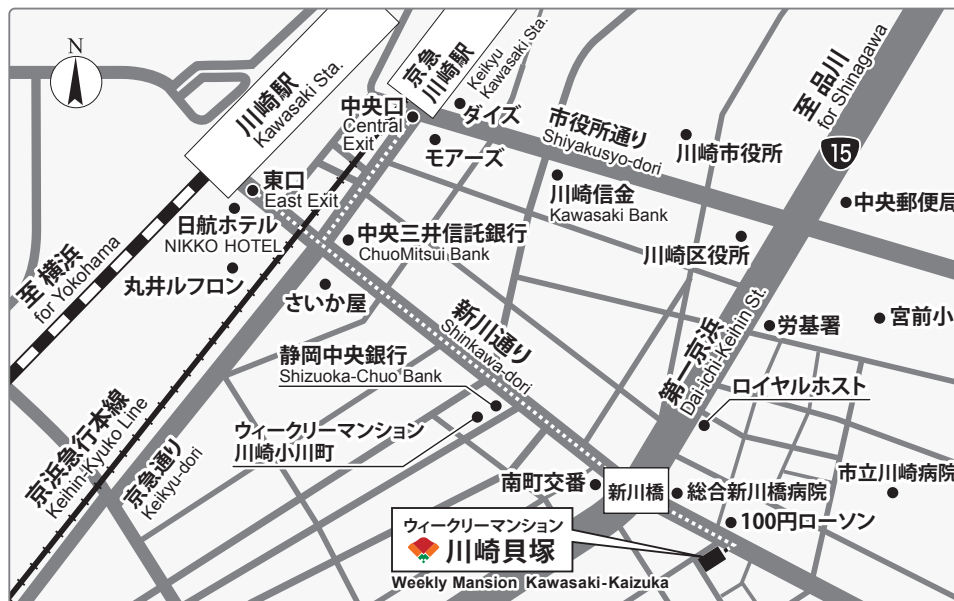 N
川崎駅
Kawasaki Sta.
京急
川崎駅
Keikyu
Kawasaki Sta.
中央口
Central
Exit
ダイズ
モアーズ
市役所通り
Shiyakusyo-dori
川崎市役所
至 品川
for Shinagawa
15
東口
East Exit
日航ホテル
NIKKO HOTEL
川崎信金
Kawasaki Bank
中央郵便局
至 横浜
for Yokohama
丸井ルフロン
中央三井信託銀行
ChuoMitsui Bank
川崎区役所
さいか屋
新川通り
Shinkawa-dori
第一京浜
Dai-ichi-Keihin St.
労基署
宮前小
静岡中央銀行
Shizuoka-Chuo Bank
ロイヤルホスト
京浜急行本線
Keihin-Kyuko Line
京急通り
Keikyu-dori
ウィークリーマンション
川崎小川町
南町交番
新川橋
総合新川橋病院
市立川崎病院
100円ローソン
ウィークリーマンション
川崎貝塚
Weekly Mansion Kawasaki-Kaizuka